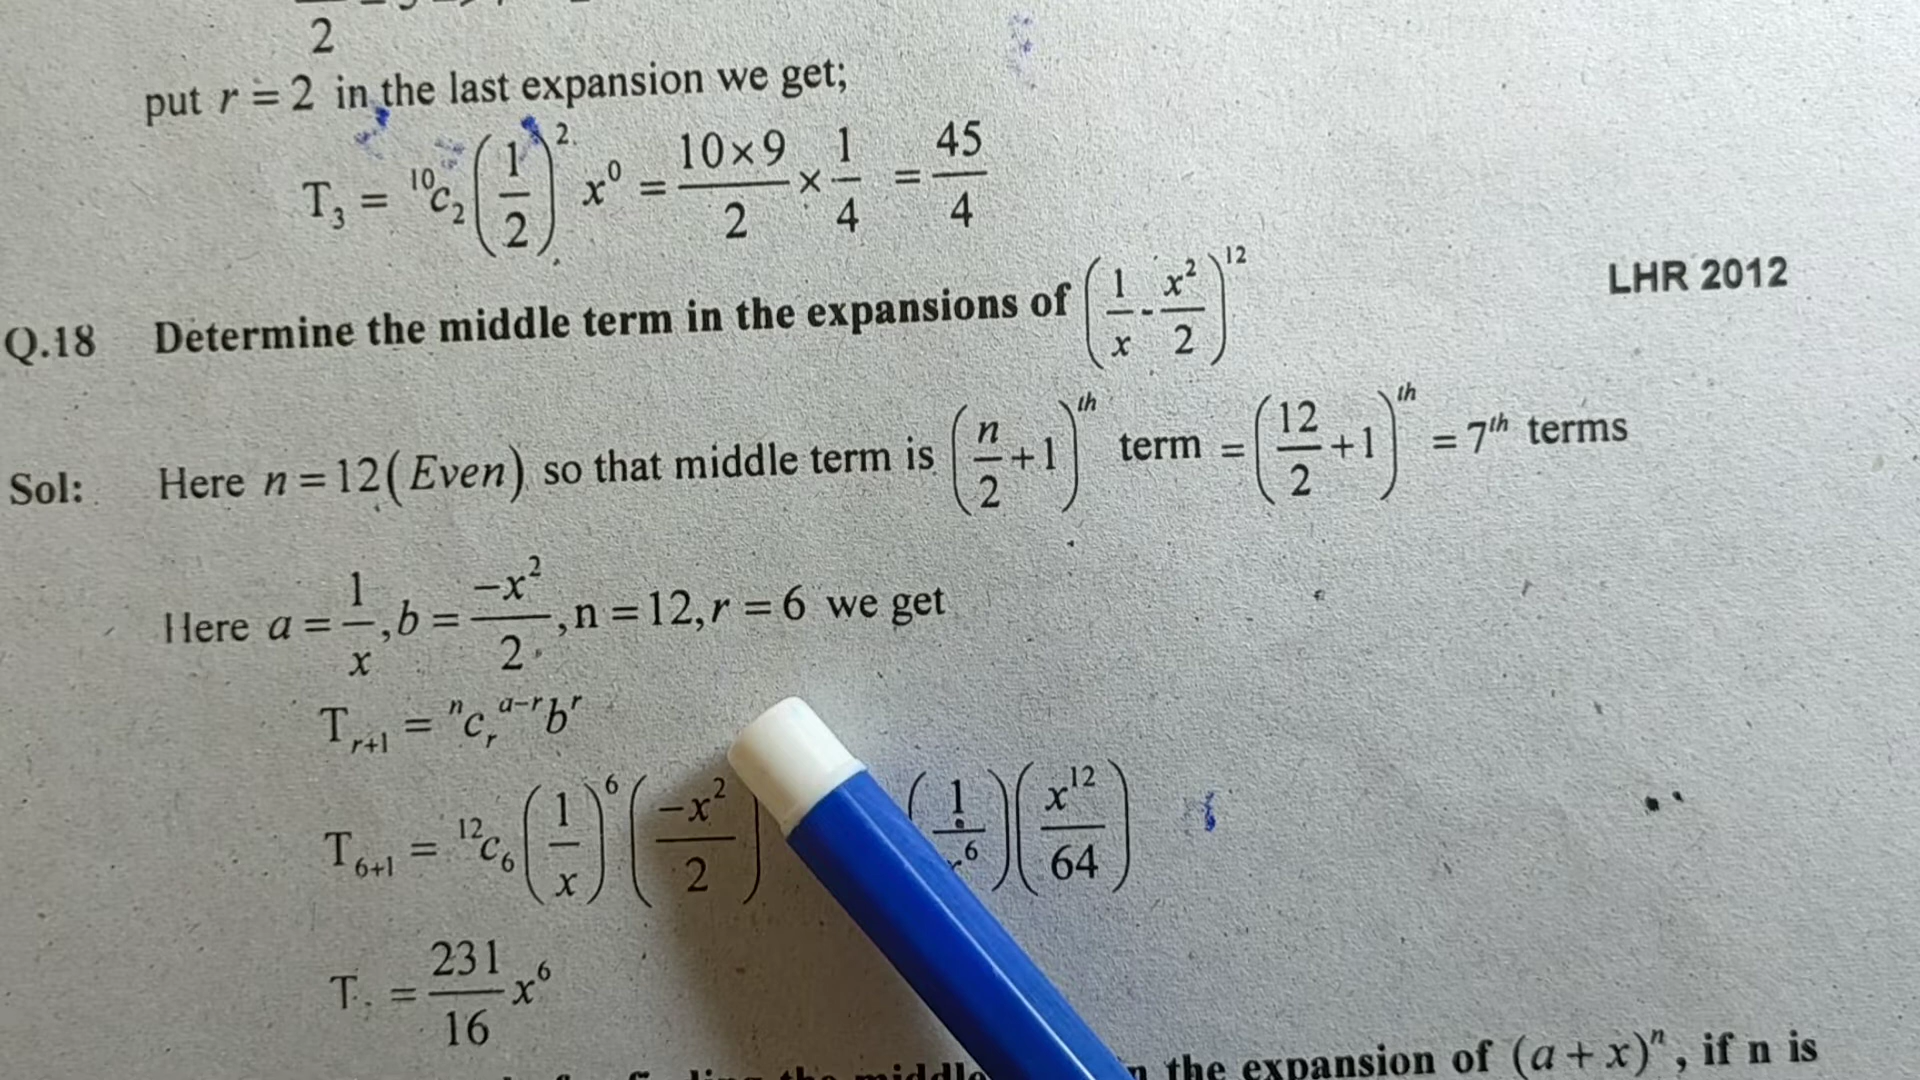 2
put r = 2 in the last expansion we get;
T₃ = ¹⁰c₂ (1/2)² x⁰ = 10×9/2 × 1/4 = 45/4
Q.18 Determine the middle term in the expansions of (1/x - x²/2)¹² LHR 2012
Sol: Here n = 12(Even) so that middle term is (n/2 + 1)th term = (12/2 + 1)th = 7th terms
Here a = 1/x, b = -x²/2, n = 12, r = 6 we get
Tᵣ₊₁ = ⁿcᵣ ᵃ⁻ʳ bʳ
T₆₊₁ = ¹²c₆ (1/x)⁶ (-x²/2) (1/ ⁶)(x¹²/64)
T = 231/16 x⁶
the expansion of (a + x)ⁿ, if n is